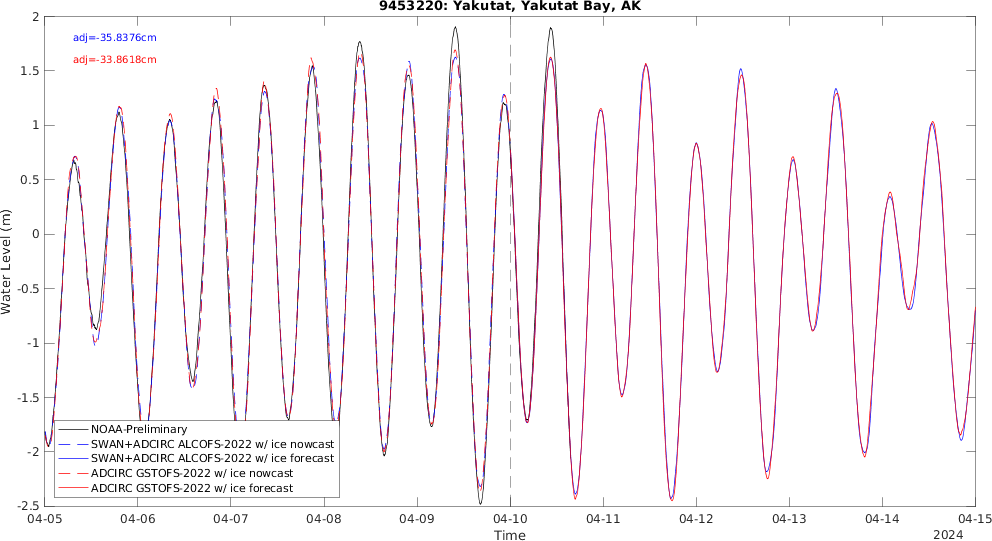 9453220: Yakutat, Yakutat Bay, AK
adj=-35.8376cm
adj=-33.8618cm
2
1.5
1
0.5
0
-0.5
-1
-1.5
-2
-2.5
Water Level (m)
NOAA-Preliminary
SWAN+ADCIRC ALCOFS-2022 w/ ice nowcast
SWAN+ADCIRC ALCOFS-2022 w/ ice forecast
ADCIRC GSTOFS-2022 w/ ice nowcast
ADCIRC GSTOFS-2022 w/ ice forecast
04-05 04-06 04-07 04-08 04-09 04-10 04-11 04-12 04-13 04-14 04-15
Time
2024